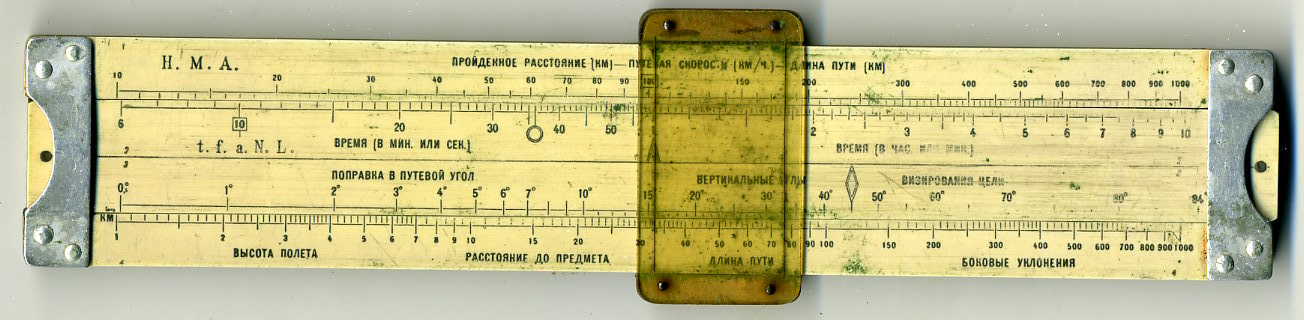 Н. М. А.
ПРОЙДЕННОЕ РАССТОЯНИЕ (КМ) — ПУТЕВАЯ СКОРОСТЬ (КМ/Ч.) — ДЛИНА ПУТИ (КМ)
10 20 30 40 50 60 70 80 90 100 150 200 300 400 500 600 700 800 900 1000
6 10 20 30 40 50 2 3 4 5 6 7 8 9 10
t. f. a. N. L. ВРЕМЯ (В МИН. ИЛИ СЕК.) ВРЕМЯ (В ЧАС. ИЛИ МИН.)
ПОПРАВКА В ПУТЕВОЙ УГОЛ ВЕРТИКАЛЬНЫЕ УГЛЫ ВИЗИРОВАНИЯ ЦЕЛИ
0° 1° 2° 3° 4° 5° 6° 7° 10° 15° 20° 30° 40° 50° 60° 70° 80° 84°
КМ
1 2 3 4 5 6 7 8 9 10 15 20 30 40 50 60 70 80 90 100 150 200 300 400 500 600 700 800 900 1000
ВЫСОТА ПОЛЕТА РАССТОЯНИЕ ДО ПРЕДМЕТА ДЛИНА ПУТИ БОКОВЫЕ УКЛОНЕНИЯ